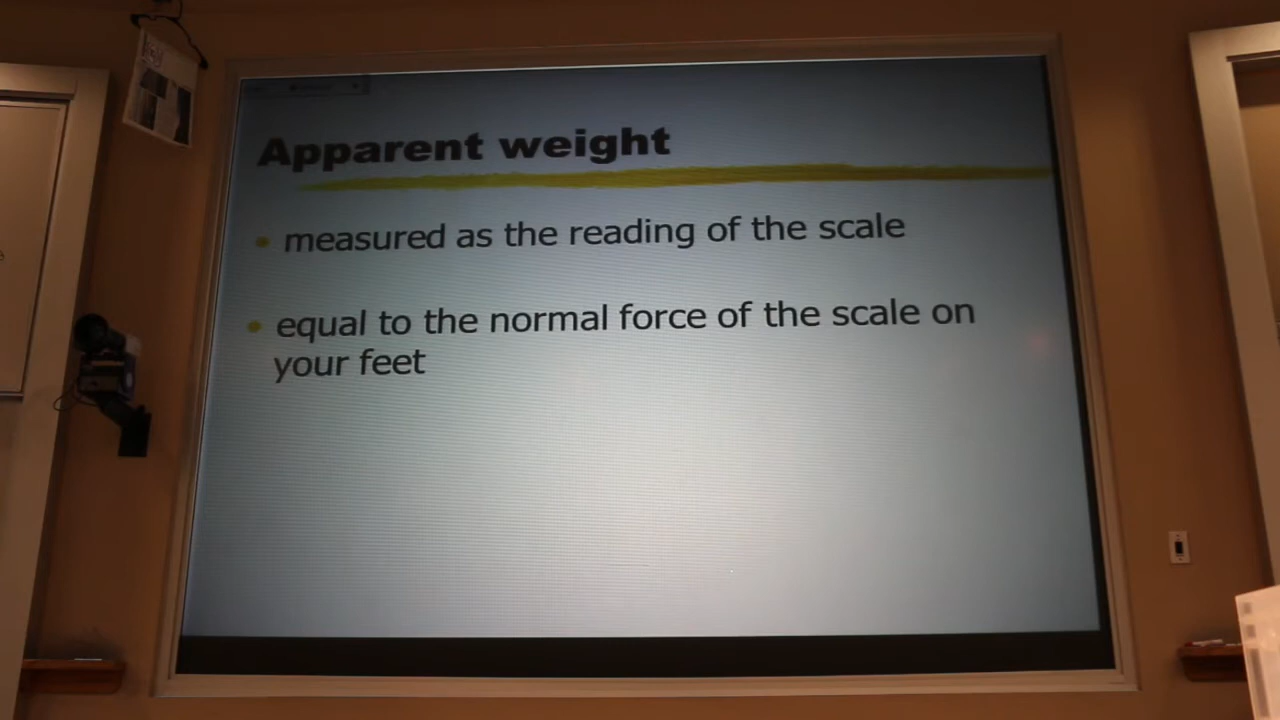 Apparent weight
measured as the reading of the scale
equal to the normal force of the scale on
your feet